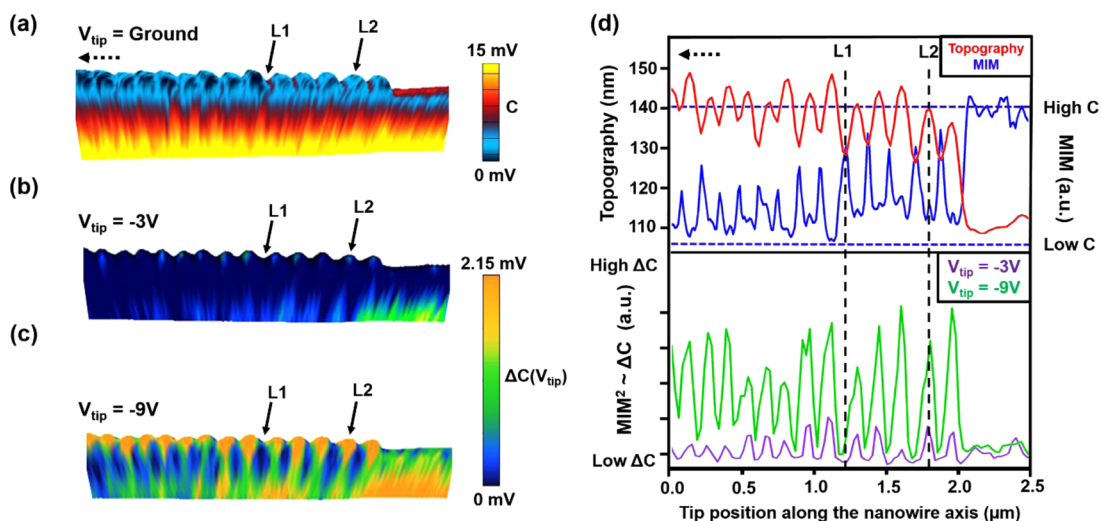 (a)
V_tip = Ground
L1
L2
15 mV
C
0 mV
(b)
V_tip = -3V
L1
L2
2.15 mV
(c)
ΔC(V_tip)
V_tip = -9V
L1
L2
0 mV
(d)
L1
L2
Topography
MIM
Topography (nm)
150
140
130
120
110
High C
MIM (a.u.)
Low C
High ΔC
V_tip = -3V
V_tip = -9V
MIM² ~ ΔC (a.u.)
Low ΔC
0.0 0.5 1.0 1.5 2.0 2.5
Tip position along the nanowire axis (μm)